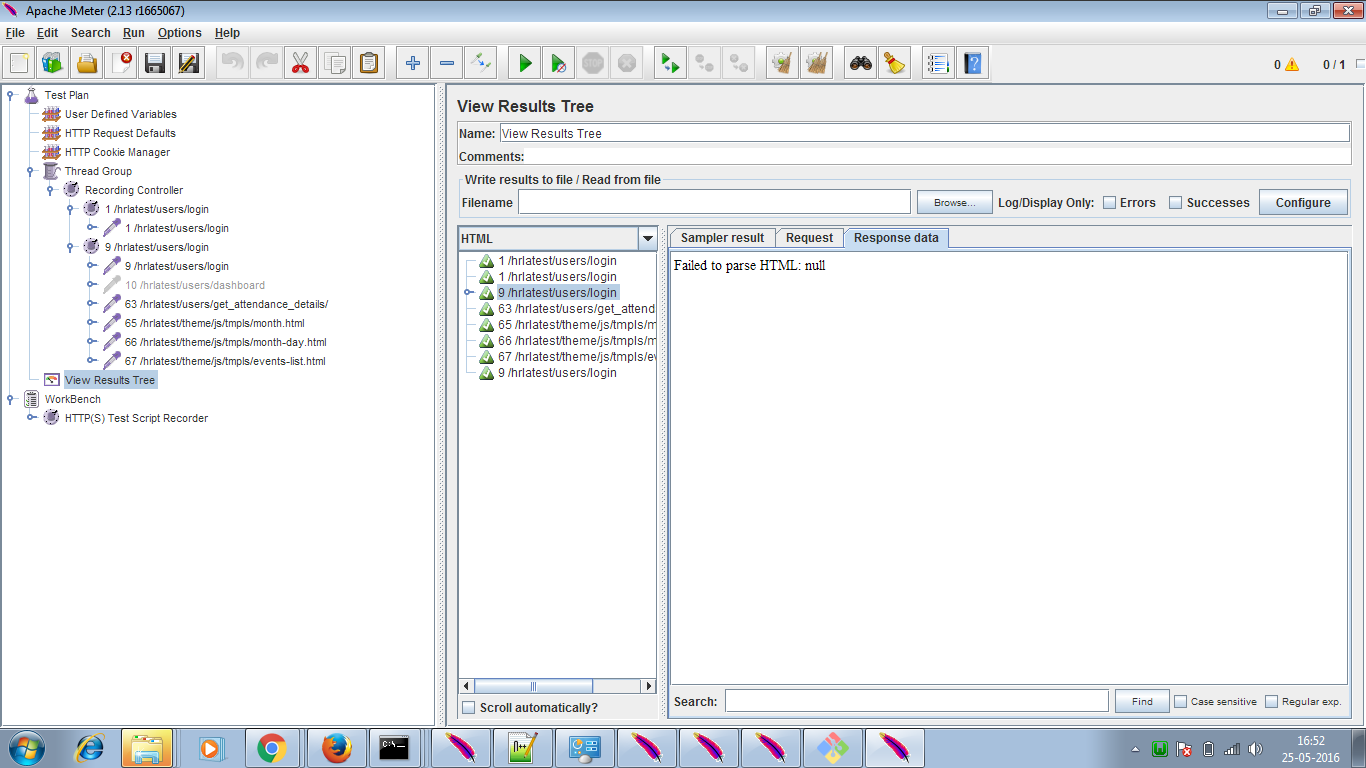 Apache JMeter (2.13 r1665067)
File Edit Search Run Options Help
STOP
0 0 / 1
Test Plan
User Defined Variables
HTTP Request Defaults
HTTP Cookie Manager
Thread Group
Recording Controller
1 /hrlatest/users/login
1 /hrlatest/users/login
9 /hrlatest/users/login
9 /hrlatest/users/login
10 /hrlatest/users/dashboard
63 /hrlatest/users/get_attendance_details/
65 /hrlatest/theme/js/tmpls/month.html
66 /hrlatest/theme/js/tmpls/month-day.html
67 /hrlatest/theme/js/tmpls/events-list.html
View Results Tree
WorkBench
HTTP(S) Test Script Recorder
View Results Tree
Name: View Results Tree
Comments:
Write results to file / Read from file
Filename Browse... Log/Display Only: Errors Successes Configure
HTML
1 /hrlatest/users/login
1 /hrlatest/users/login
9 /hrlatest/users/login
63 /hrlatest/users/get_attend
65 /hrlatest/theme/js/tmpls/m
66 /hrlatest/theme/js/tmpls/m
67 /hrlatest/theme/js/tmpls/ev
9 /hrlatest/users/login
Scroll automatically?
Sampler result Request Response data
Failed to parse HTML: null
Search: Find Case sensitive Regular exp.
C:\
16:52
25-05-2016